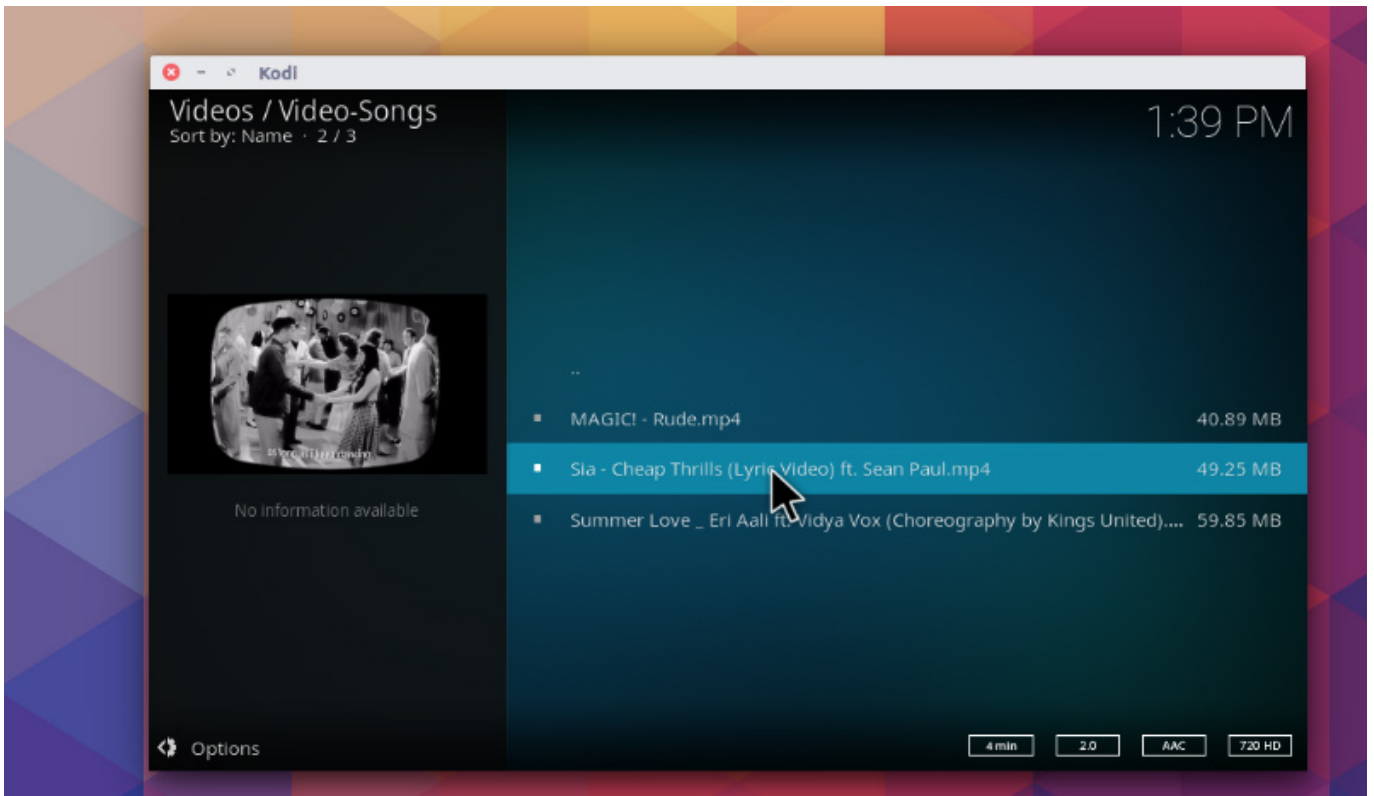 Kodi
Videos / Video-Songs
Sort by: Name · 2 / 3
1:39 PM
..
MAGIC! - Rude.mp4 40.89 MB
Sia - Cheap Thrills (Lyric Video) ft. Sean Paul.mp4 49.25 MB
No information available
Summer Love _ Eri Aali ft. Vidya Vox (Choreography by Kings United).... 59.85 MB
Options
4 min 2.0 AAC 720 HD